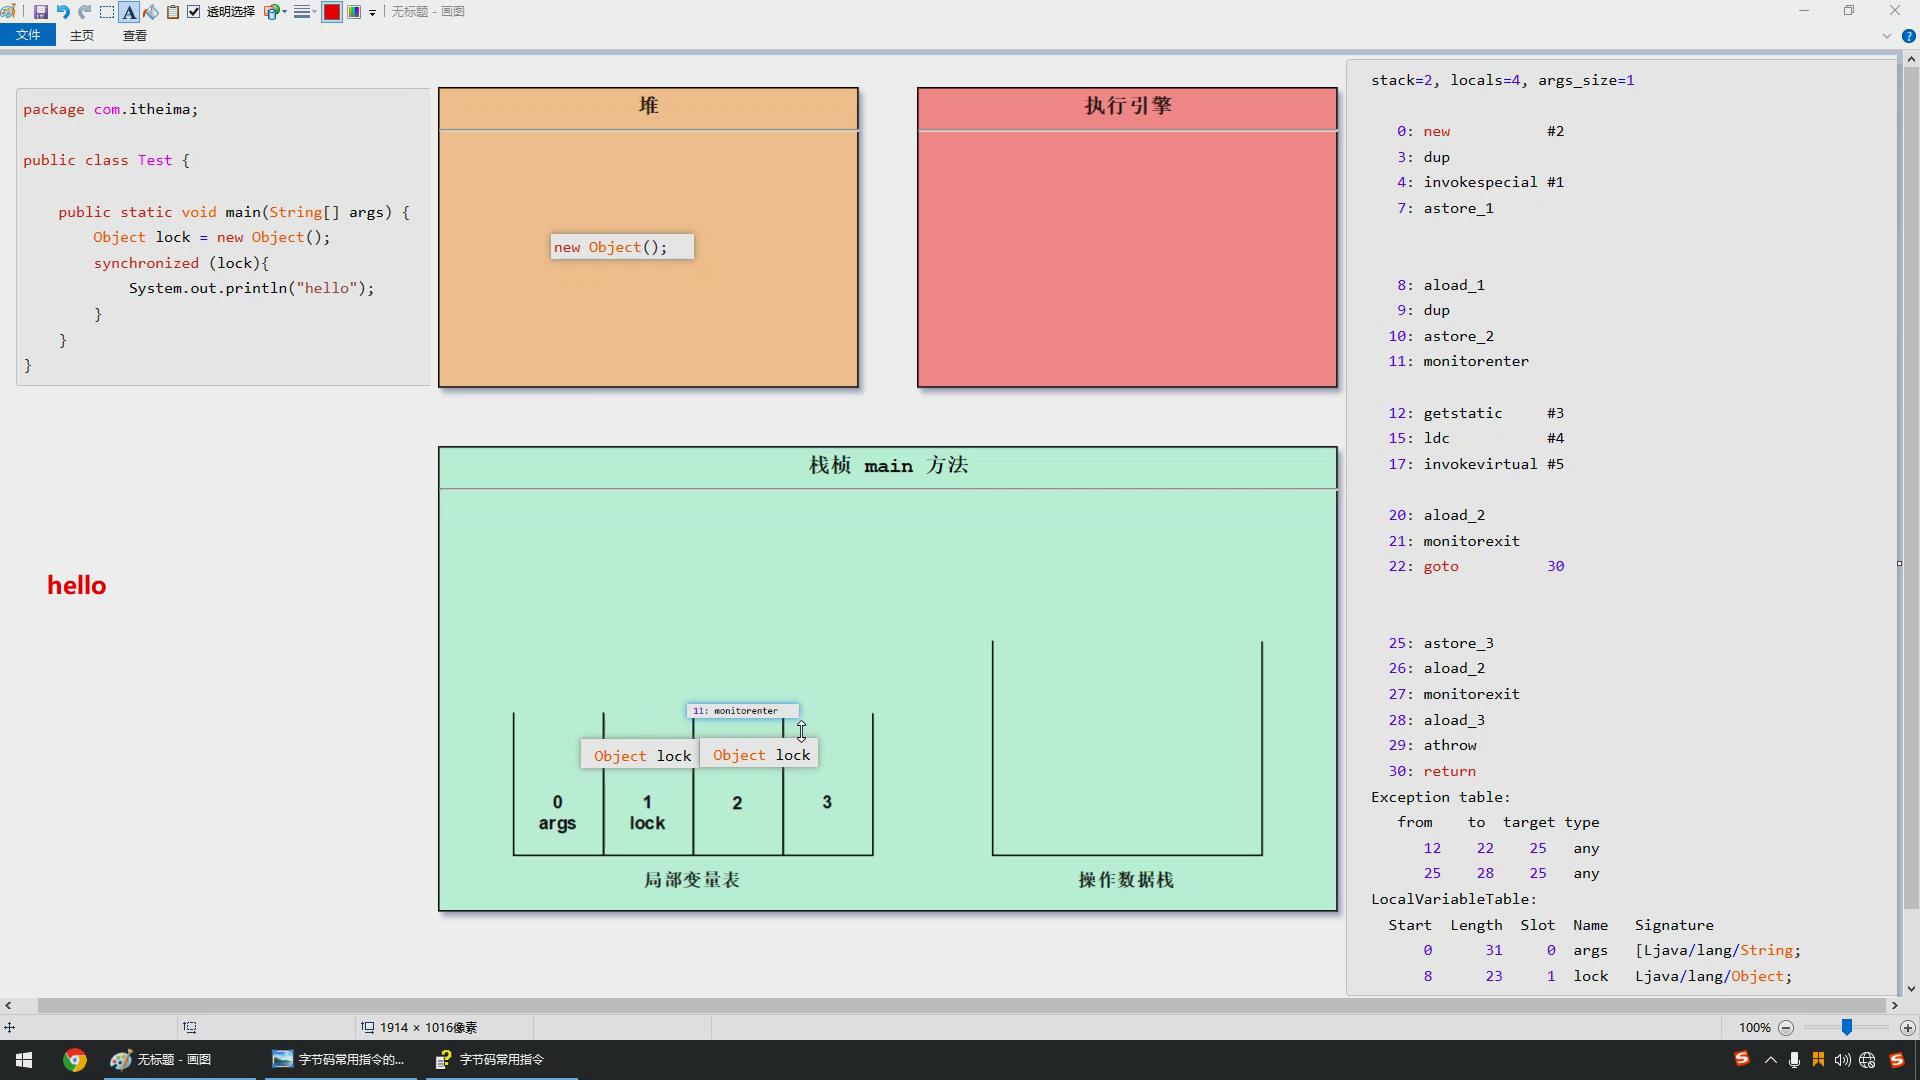 透明选择
无标题 - 画图
文件
主页
查看
package com.itheima;
public class Test {
public static void main(String[] args) {
Object lock = new Object();
synchronized (lock){
System.out.println("hello");
}
}
}
hello
堆
new Object();
执行引擎
栈桢 main 方法
11: monitorenter
Object lock
Object lock
0
args
1
lock
2
3
局部变量表
操作数据栈
stack=2, locals=4, args_size=1
0: new #2
3: dup
4: invokespecial #1
7: astore_1
8: aload_1
9: dup
10: astore_2
11: monitorenter
12: getstatic #3
15: ldc #4
17: invokevirtual #5
20: aload_2
21: monitorexit
22: goto 30
25: astore_3
26: aload_2
27: monitorexit
28: aload_3
29: athrow
30: return
Exception table:
from to target type
12 22 25 any
25 28 25 any
LocalVariableTable:
Start Length Slot Name Signature
0 31 0 args [Ljava/lang/String;
8 23 1 lock Ljava/lang/Object;
1914 × 1016像素
100%
无标题 - 画图
字节码常用指令的...
字节码常用指令